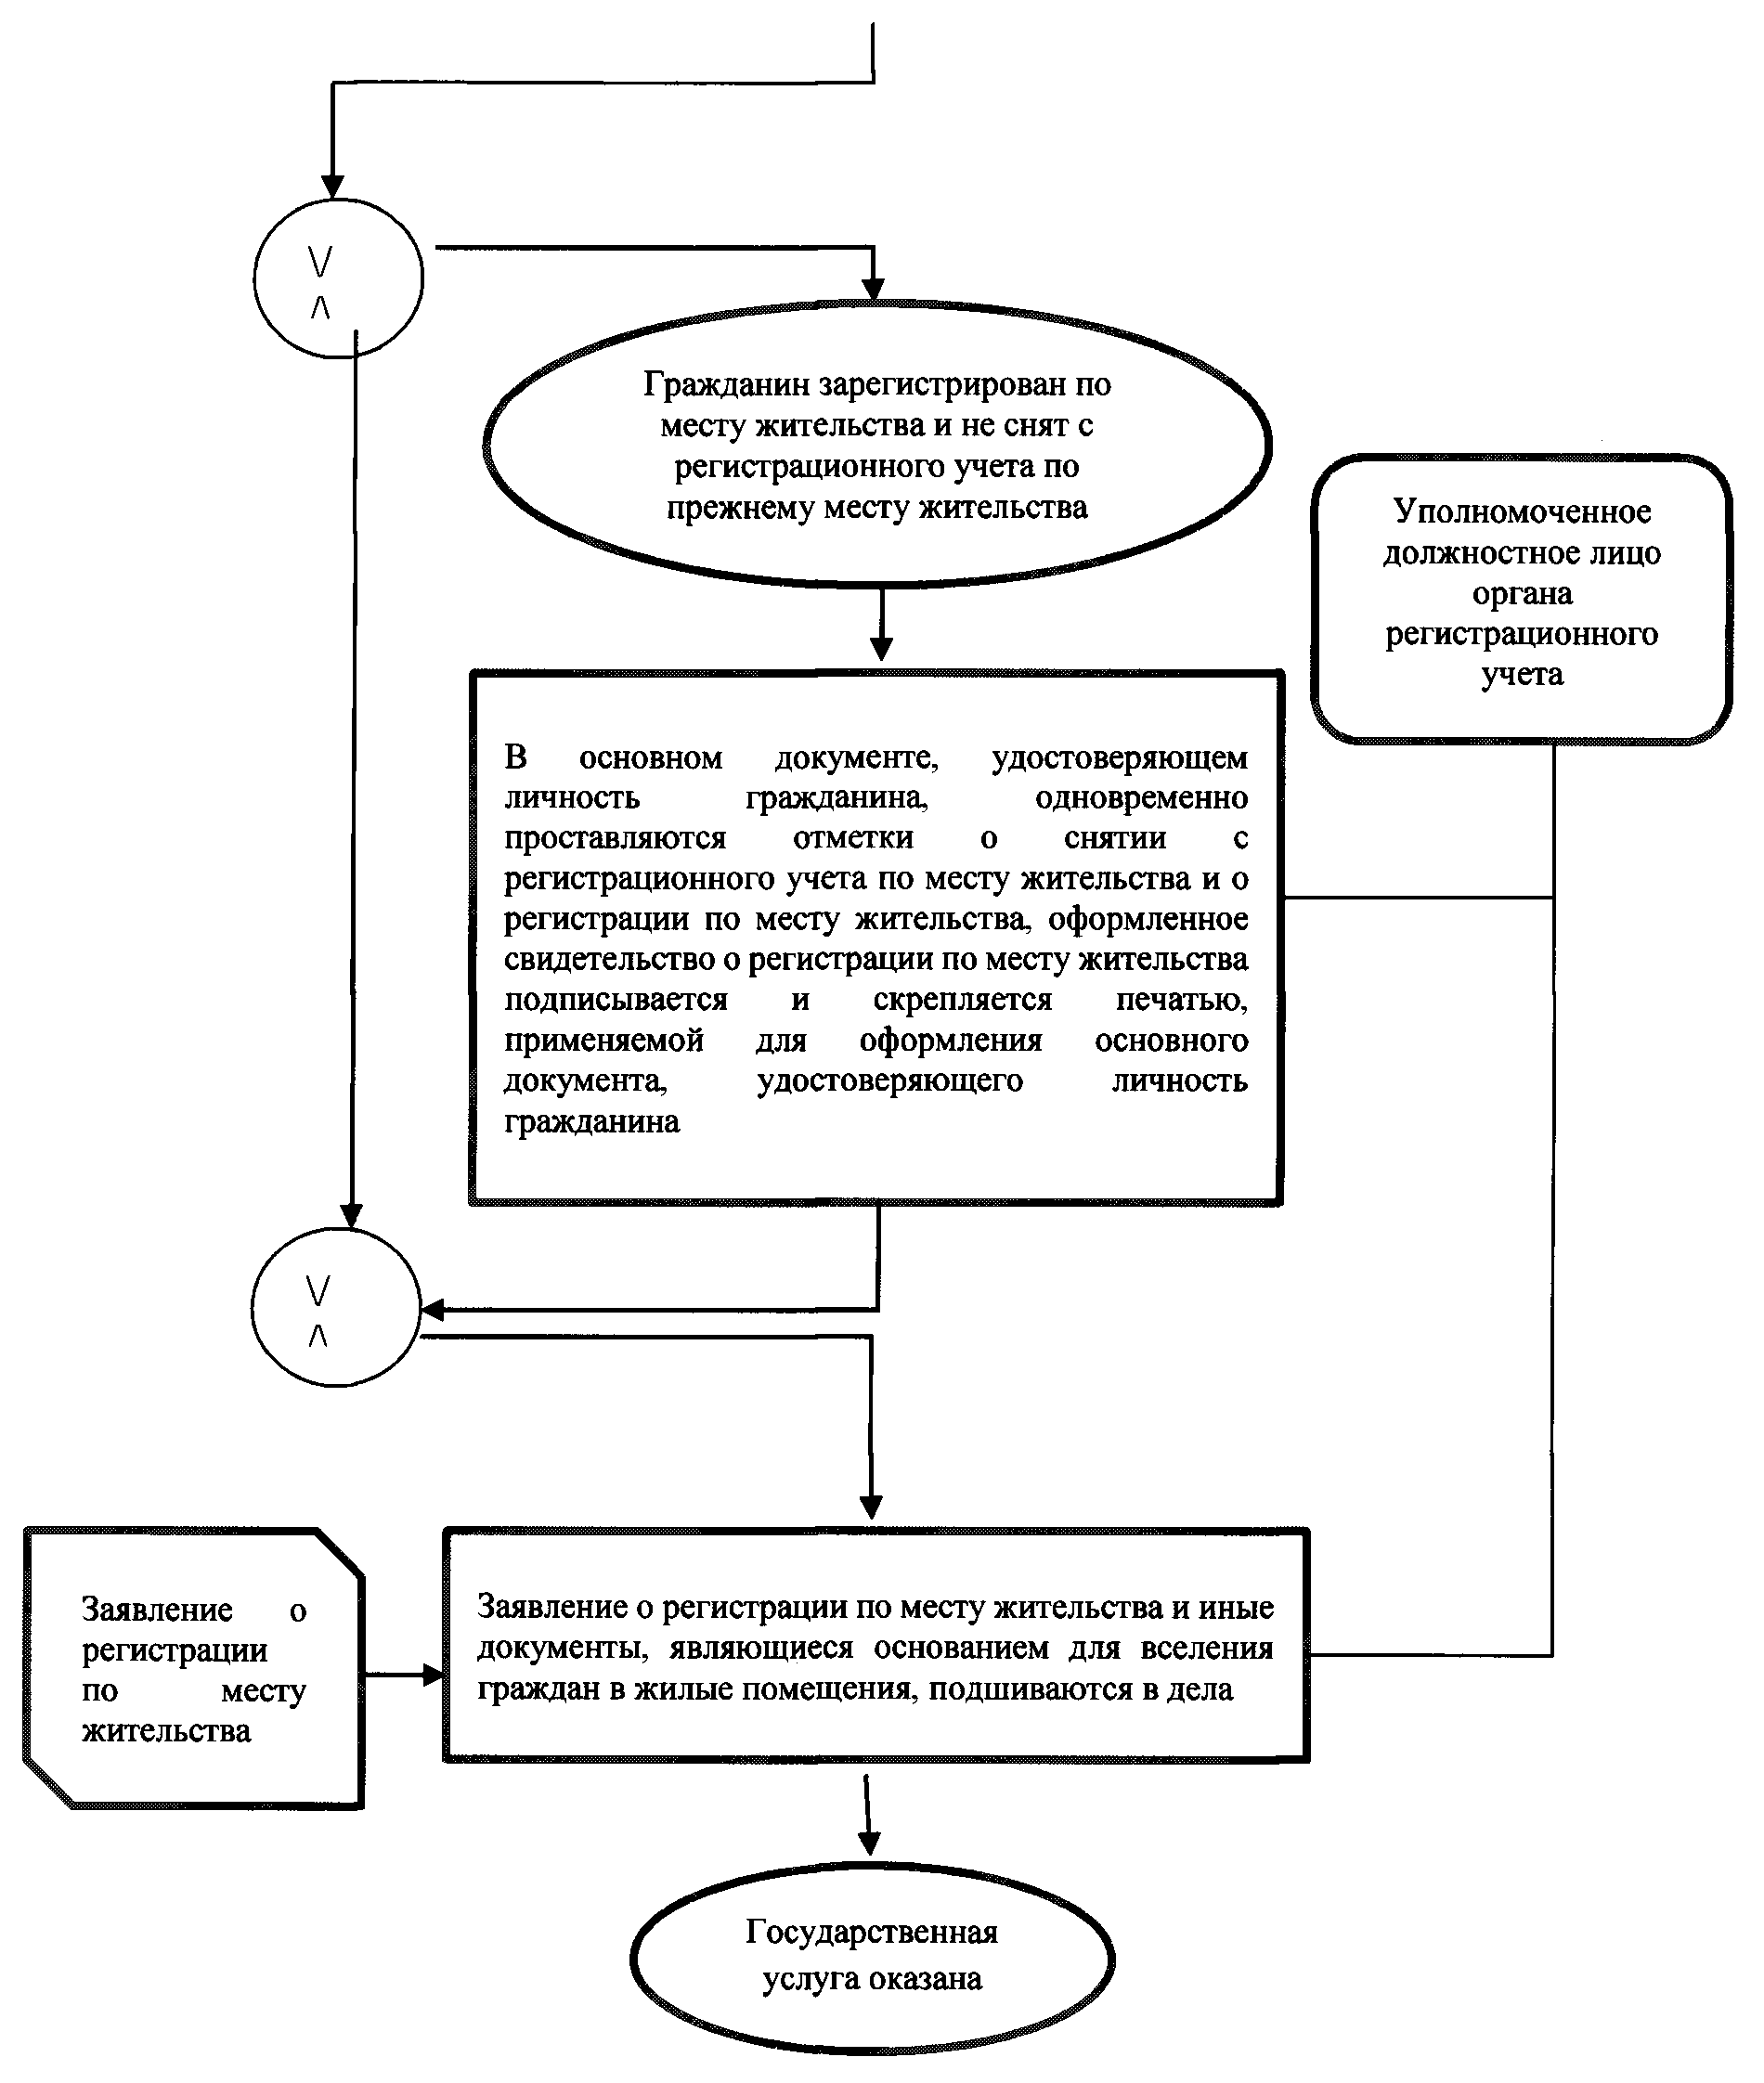 \/
/\
Гражданин зарегистрирован по
месту жительства и не снят с
регистрационного учета по
прежнему месту жительства
Уполномоченное
должностное лицо
органа
регистрационного
учета
В основном документе, удостоверяющем
личность гражданина, одновременно
проставляются отметки о снятии с
регистрационного учета по месту жительства и о
регистрации по месту жительства, оформленное
свидетельство о регистрации по месту жительства
подписывается и скрепляется печатью,
применяемой для оформления основного
документа, удостоверяющего личность
гражданина
\/
/\
Заявление о
регистрации
по месту
жительства
Заявление о регистрации по месту жительства и иные
документы, являющиеся основанием для вселения
граждан в жилые помещения, подшиваются в дела
Государственная
услуга оказана